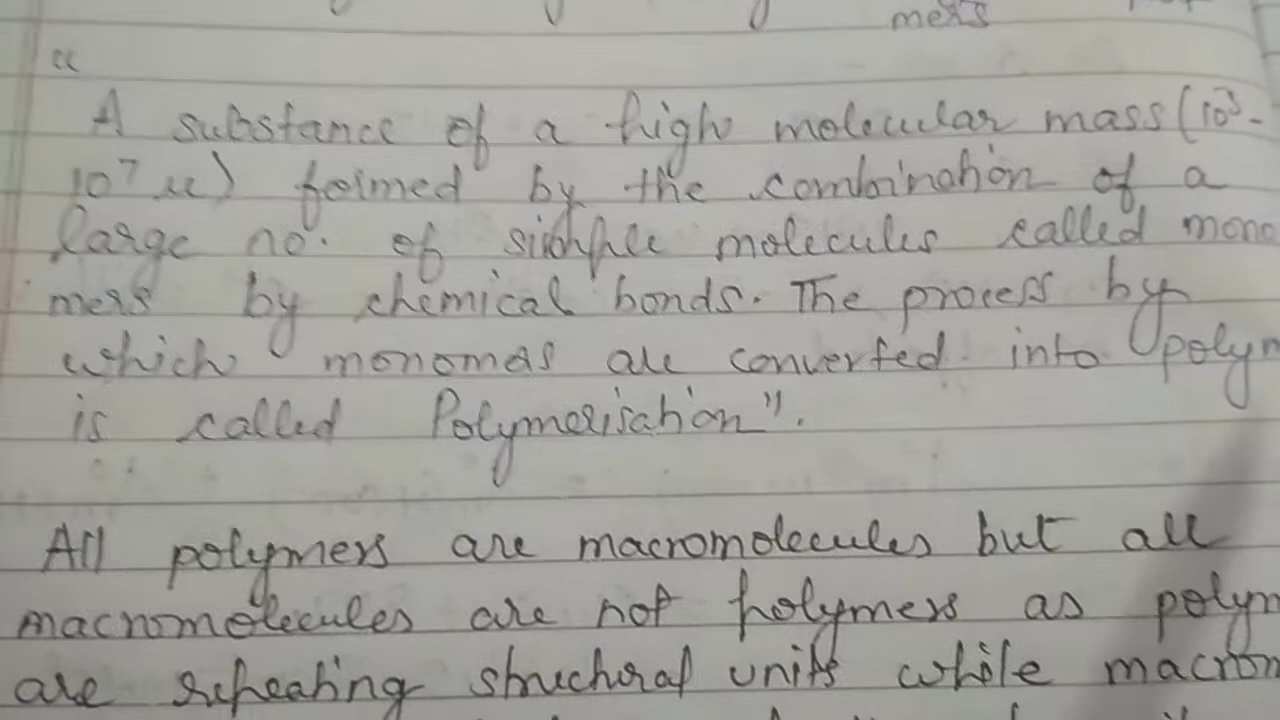 mers
"
A substance of a high molecular mass (10³-
10⁷ u) formed by the combination of a
large no. of simple molecules called mono
mers by chemical bonds. The process by
which monomers are converted into polym
is called Polymerisation".
All polymers are macromolecules but all
macromolecules are not polymers as polym
are repeating structural units while macrom